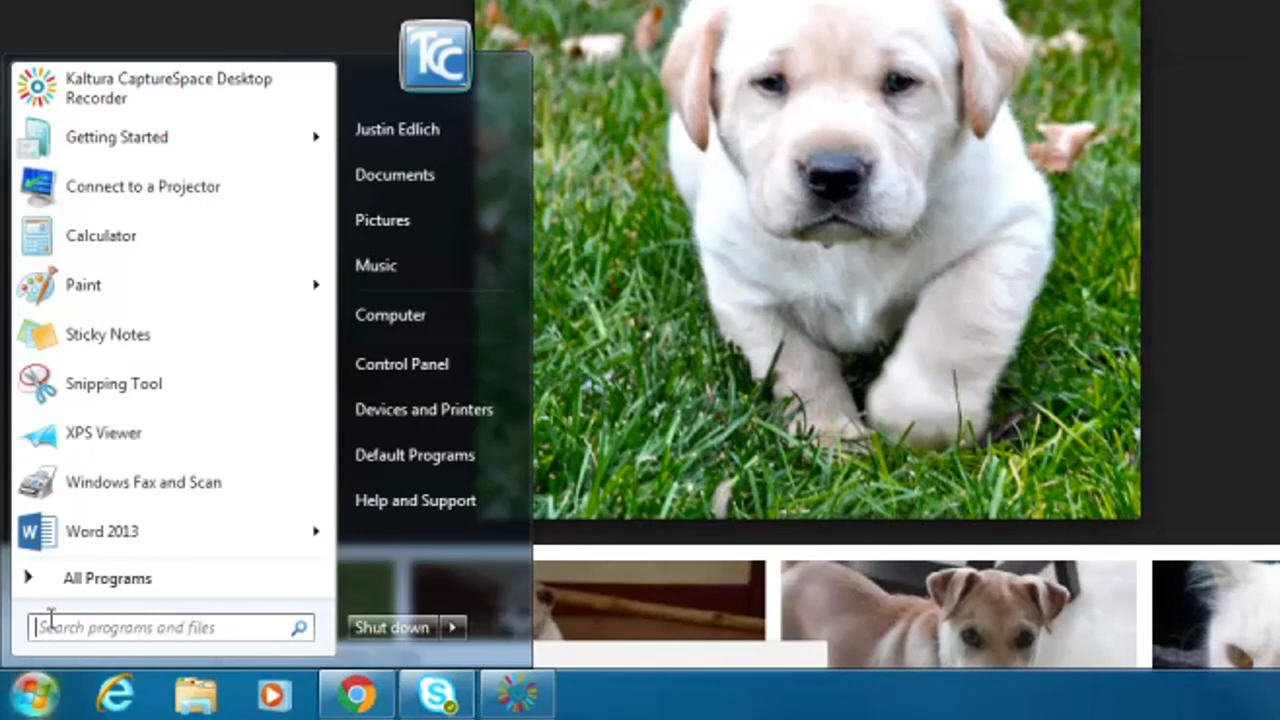 TCC
Kaltura CaptureSpace Desktop
Recorder
Getting Started
Connect to a Projector
Calculator
Paint
Sticky Notes
Snipping Tool
XPS Viewer
Windows Fax and Scan
W Word 2013
All Programs
Search programs and files
Justin Edlich
Documents
Pictures
Music
Computer
Control Panel
Devices and Printers
Default Programs
Help and Support
Shut down